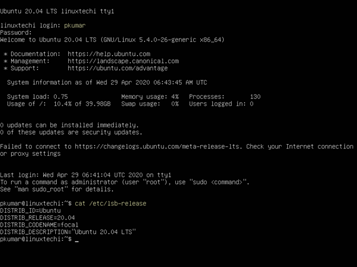 Ubuntu 20.04 LTS linuxtechi tty1
linuxtechi login: pkumar
Password:
Welcome to Ubuntu 20.04 LTS (GNU/Linux 5.4.0-26-generic x86_64)
* Documentation: https://help.ubuntu.com
* Management: https://landscape.canonical.com
* Support: https://ubuntu.com/advantage
System information as of Wed 29 Apr 2020 06:43:45 AM UTC
System load: 0.75 Memory usage: 4% Processes: 130
Usage of /: 10.4% of 39.98GB Swap usage: 0% Users logged in: 0
0 updates can be installed immediately.
0 of these updates are security updates.
Failed to connect to https://changelogs.ubuntu.com/meta-release-lts. Check your Internet connection
or proxy settings
Last login: Wed Apr 29 06:41:04 UTC 2020 on tty1
To run a command as administrator (user "root"), use "sudo <command>".
See "man sudo_root" for details.
pkumar@linuxtechi:~$ cat /etc/lsb-release
DISTRIB_ID=Ubuntu
DISTRIB_RELEASE=20.04
DISTRIB_CODENAME=focal
DISTRIB_DESCRIPTION="Ubuntu 20.04 LTS"
pkumar@linuxtechi:~$ _